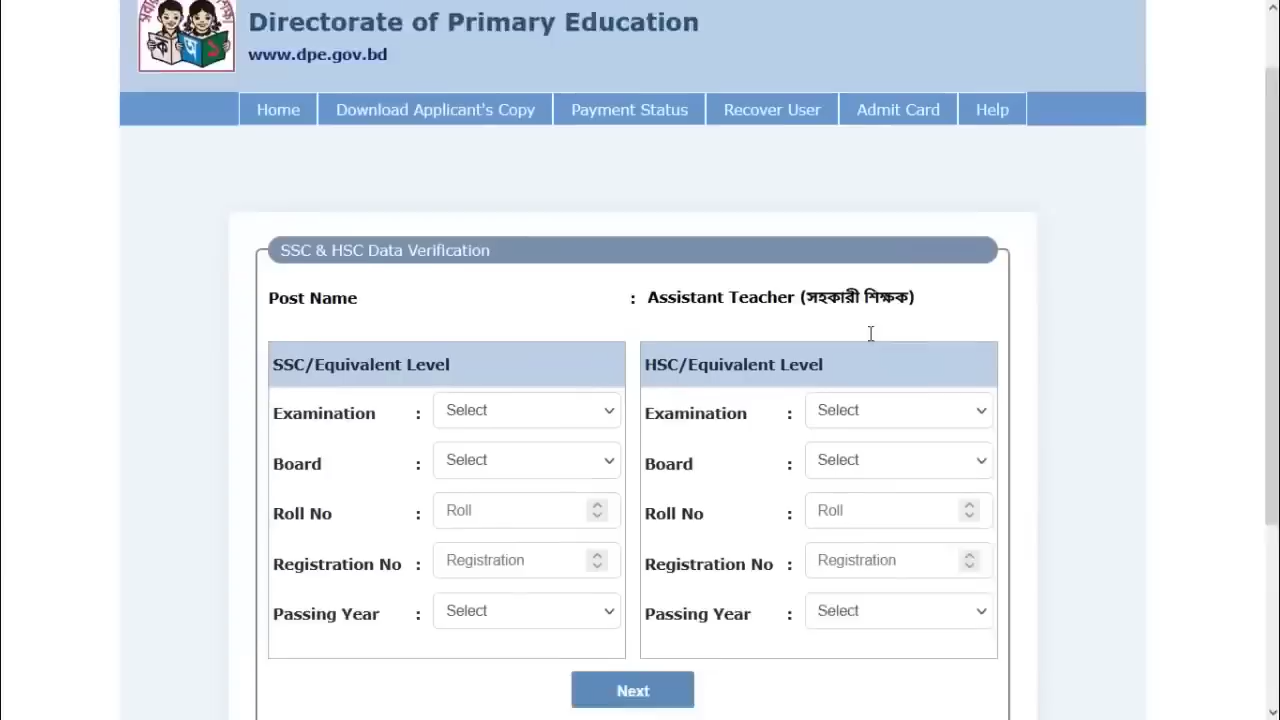 Directorate of Primary Education
www.dpe.gov.bd
Home Download Applicant's Copy Payment Status Recover User Admit Card Help
SSC & HSC Data Verification
Post Name : Assistant Teacher (সহকারী শিক্ষক)
SSC/Equivalent Level
Examination : Select
Board : Select
Roll No : Roll
Registration No : Registration
Passing Year : Select
HSC/Equivalent Level
Examination : Select
Board : Select
Roll No : Roll
Registration No : Registration
Passing Year : Select
Next